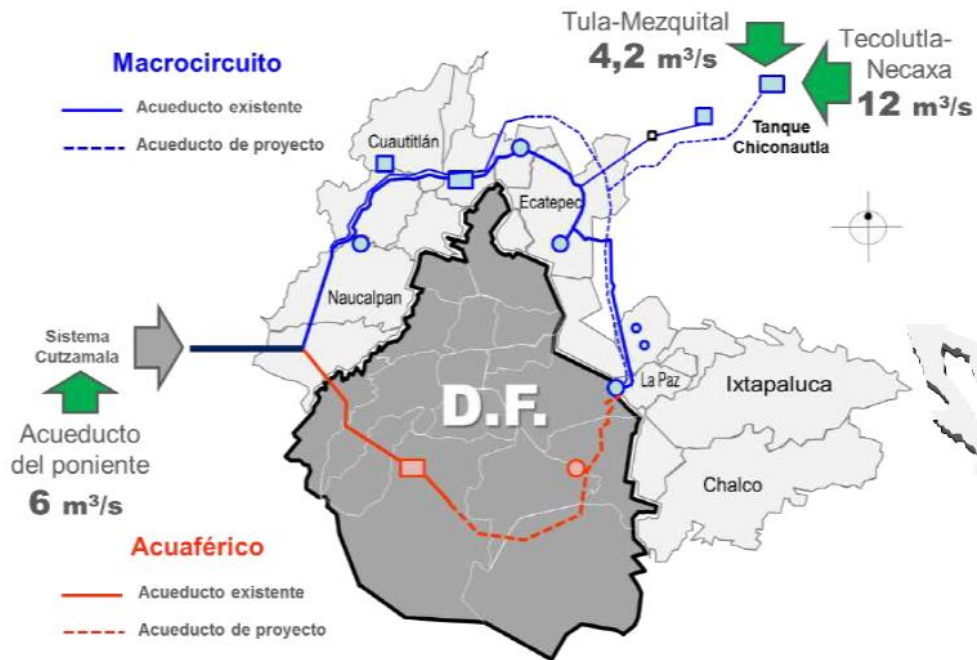 Tula-Mezquital
4,2 m³/s
Tecolutla-
Necaxa
12 m³/s
Macrocircuito
Acueducto existente
Acueducto de proyecto
Cuautitlán
Tanque
Chiconautla
Ecatepec
Naucalpan
Sistema
Cutzamala
La Paz
Ixtapaluca
D.F.
Acueducto
del poniente
6 m³/s
Chalco
Acuaférico
Acueducto existente
Acueducto de proyecto